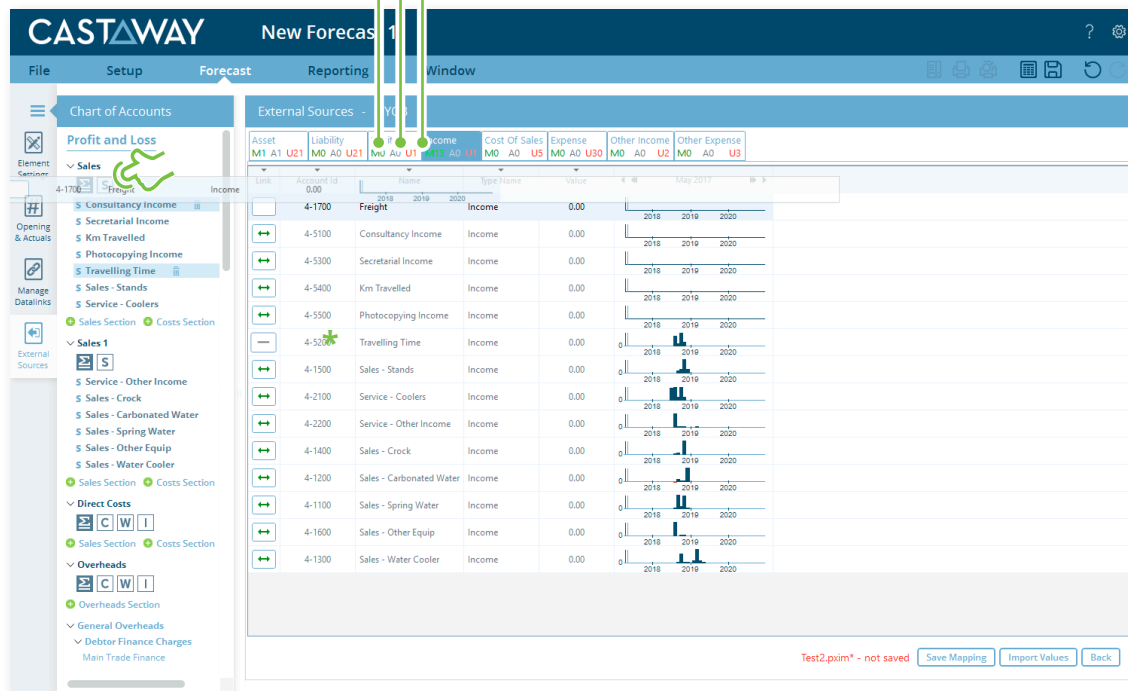 CASTAWAY
New Forecast 1
?
File Setup Forecast Reporting Window
Chart of Accounts
External Sources -
Element
Settings
Opening
& Actuals
Manage
Datalinks
External
Sources
Profit and Loss
Sales
S
S Consultancy Income
S Secretarial Income
S Km Travelled
S Photocopying Income
S Travelling Time
S Sales - Stands
S Service - Coolers
Sales Section Costs Section
Sales 1
Σ S
S Service - Other Income
S Sales - Crock
S Sales - Carbonated Water
S Sales - Spring Water
S Sales - Other Equip
S Sales - Water Cooler
Sales Section Costs Section
Direct Costs
Σ C W I
Sales Section Costs Section
Overheads
Σ C W I
Overheads Section
General Overheads
Debtor Finance Charges
Main Trade Finance
Asset Liability Income Cost Of Sales Expense Other Income Other Expense
M1 A1 U21 M0 A0 U21 M0 A0 U1 M13 A0 U1 M0 A0 U5 M0 A0 U30 M0 A0 U2 M0 A0 U3
Link Account Id Name Type Name Value May 2017
4-1700 Freight Income 0.00
2018 2019 2020
4-1700 Freight Income 0.00 2018 2019 2020
4-5100 Consultancy Income Income 0.00 2018 2019 2020
4-5300 Secretarial Income Income 0.00 2018 2019 2020
4-5400 Km Travelled Income 0.00 2018 2019 2020
4-5500 Photocopying Income Income 0.00 2018 2019 2020
4-5200 Travelling Time Income 0.00 0 2018 2019 2020
4-1500 Sales - Stands Income 0.00 0 2018 2019 2020
4-2100 Service - Coolers Income 0.00 0 2018 2019 2020
4-2200 Service - Other Income Income 0.00 0 2018 2019 2020
4-1400 Sales - Crock Income 0.00 0 2018 2019 2020
4-1200 Sales - Carbonated Water Income 0.00 0 2018 2019 2020
4-1100 Sales - Spring Water Income 0.00 0 2018 2019 2020
4-1600 Sales - Other Equip Income 0.00 0 2018 2019 2020
4-1300 Sales - Water Cooler Income 0.00 0 2018 2019 2020
Test2.pxim* - not saved Save Mapping Import Values Back